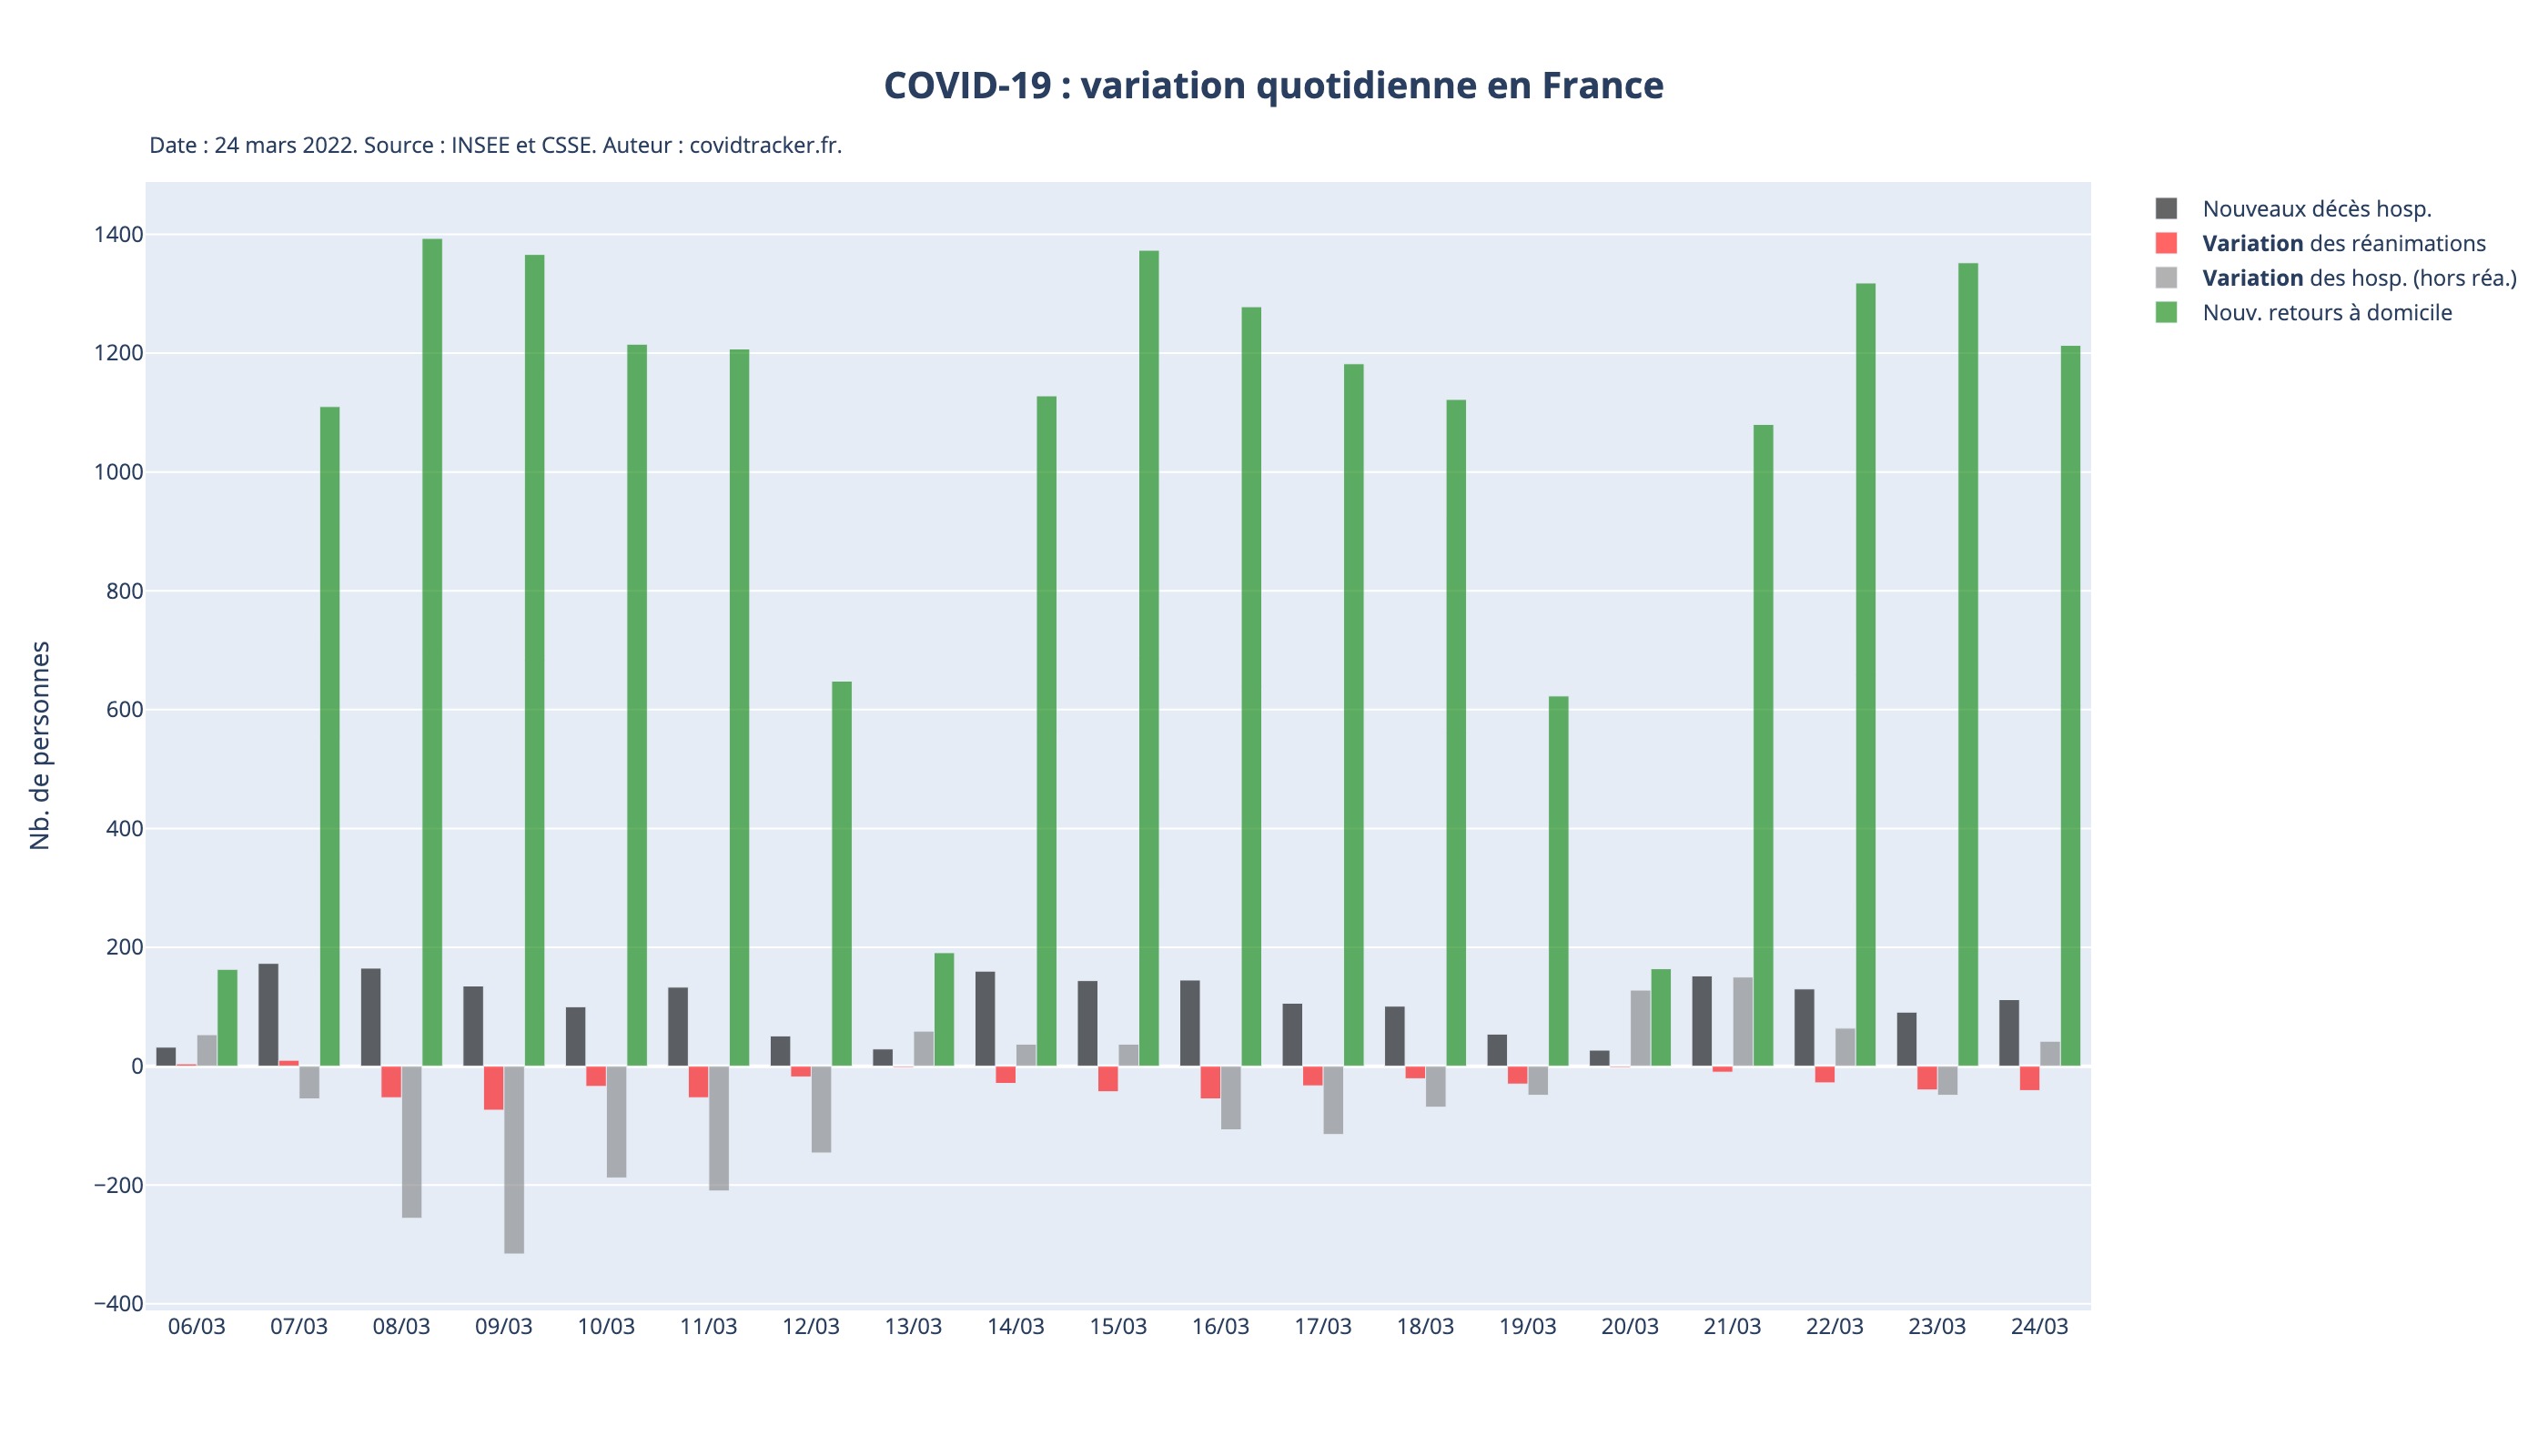 COVID-19 : variation quotidienne en France
Date : 24 mars 2022. Source : INSEE et CSSE. Auteur : covidtracker.fr.
Nouveaux décès hosp.
Variation des réanimations
Variation des hosp. (hors réa.)
Nouv. retours à domicile
Nb. de personnes
1400
1200
1000
800
600
400
200
0
−200
−400
06/03 07/03 08/03 09/03 10/03 11/03 12/03 13/03 14/03 15/03 16/03 17/03 18/03 19/03 20/03 21/03 22/03 23/03 24/03